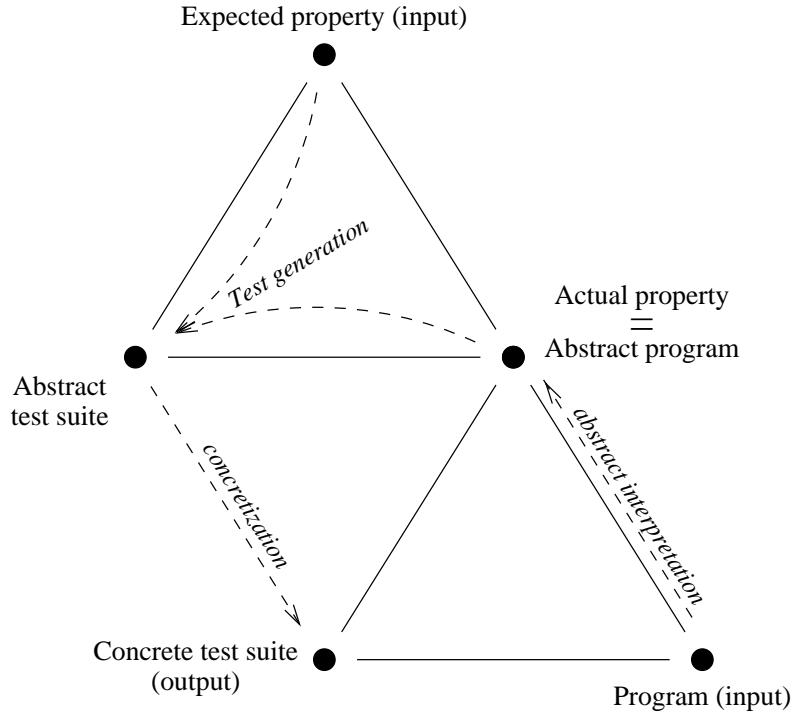 Expected property (input)
Test generation
Actual property
=
Abstract program
Abstract
test suite
concretization
abstract interpretation
Concrete test suite
(output)
Program (input)